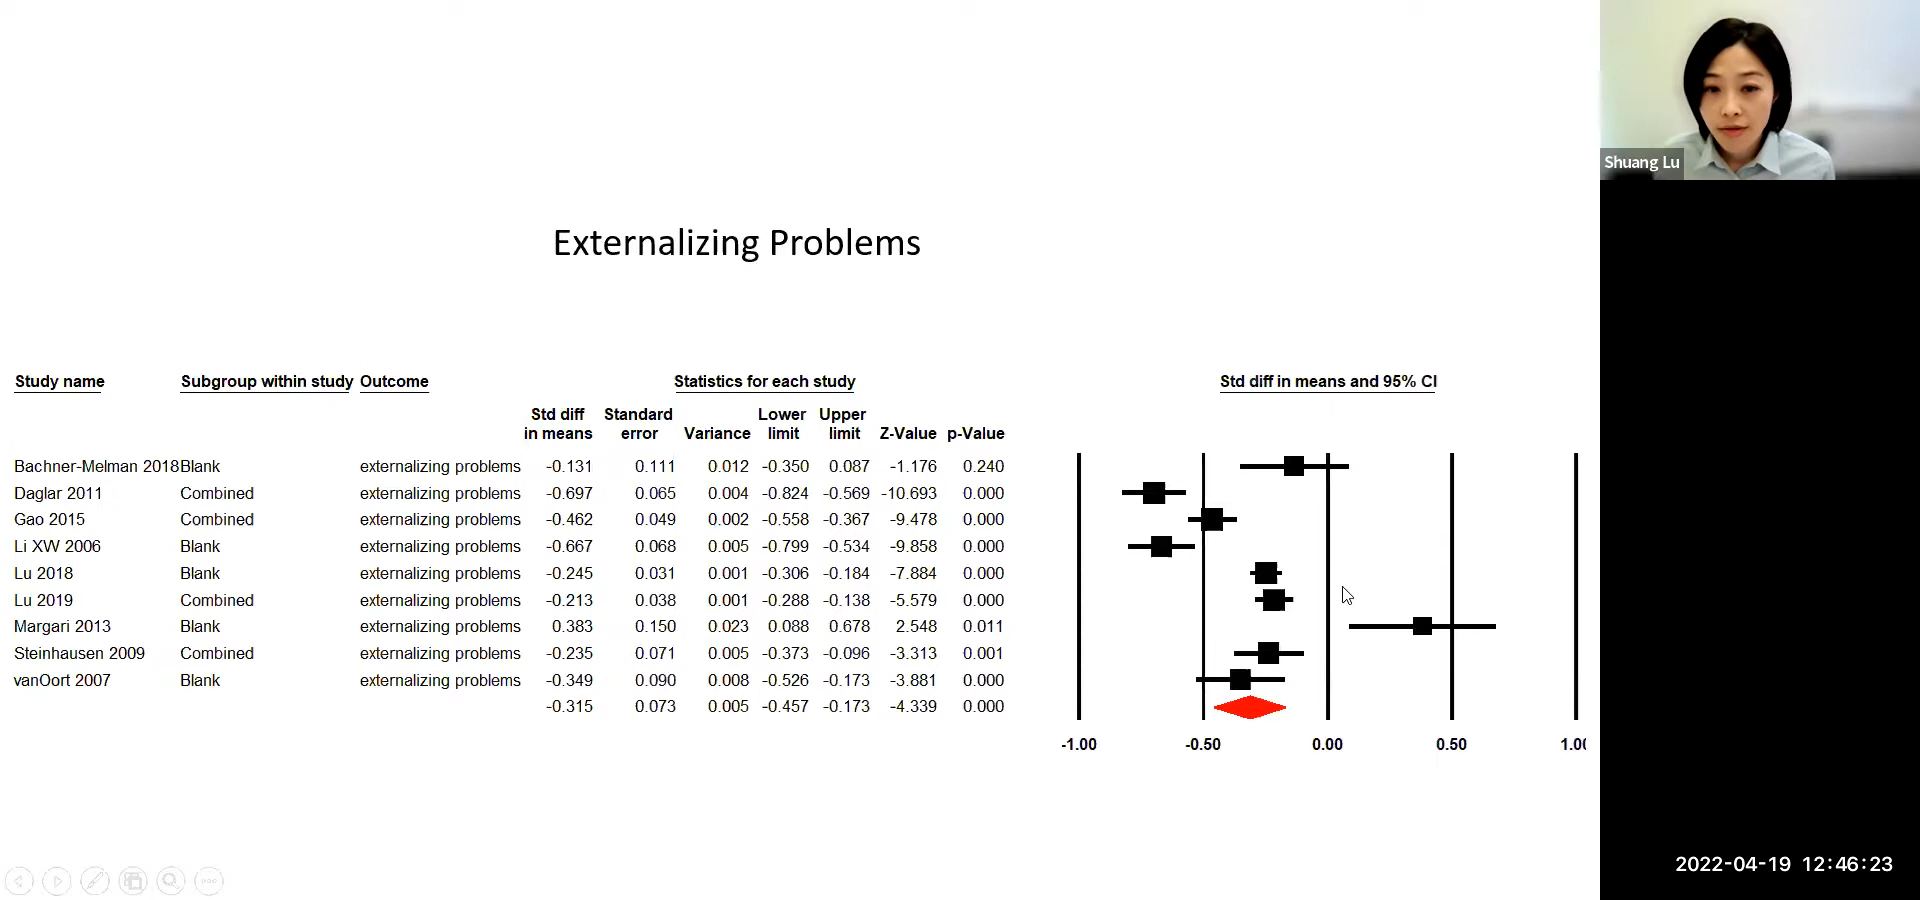 Shuang Lu
Externalizing Problems
Study name Subgroup within study Outcome Statistics for each study Std diff in means and 95% CI
Std diff Standard Lower Upper
in means error Variance limit limit Z-Value p-Value
Bachner-Melman 2018 Blank externalizing problems -0.131 0.111 0.012 -0.350 0.087 -1.176 0.240
Daglar 2011 Combined externalizing problems -0.697 0.065 0.004 -0.824 -0.569 -10.693 0.000
Gao 2015 Combined externalizing problems -0.462 0.049 0.002 -0.558 -0.367 -9.478 0.000
Li XW 2006 Blank externalizing problems -0.667 0.068 0.005 -0.799 -0.534 -9.858 0.000
Lu 2018 Blank externalizing problems -0.245 0.031 0.001 -0.306 -0.184 -7.884 0.000
Lu 2019 Combined externalizing problems -0.213 0.038 0.001 -0.288 -0.138 -5.579 0.000
Margari 2013 Blank externalizing problems 0.383 0.150 0.023 0.088 0.678 2.548 0.011
Steinhausen 2009 Combined externalizing problems -0.235 0.071 0.005 -0.373 -0.096 -3.313 0.001
vanOort 2007 Blank externalizing problems -0.349 0.090 0.008 -0.526 -0.173 -3.881 0.000
-0.315 0.073 0.005 -0.457 -0.173 -4.339 0.000
-1.00 -0.50 0.00 0.50 1.00
2022-04-19 12:46:23